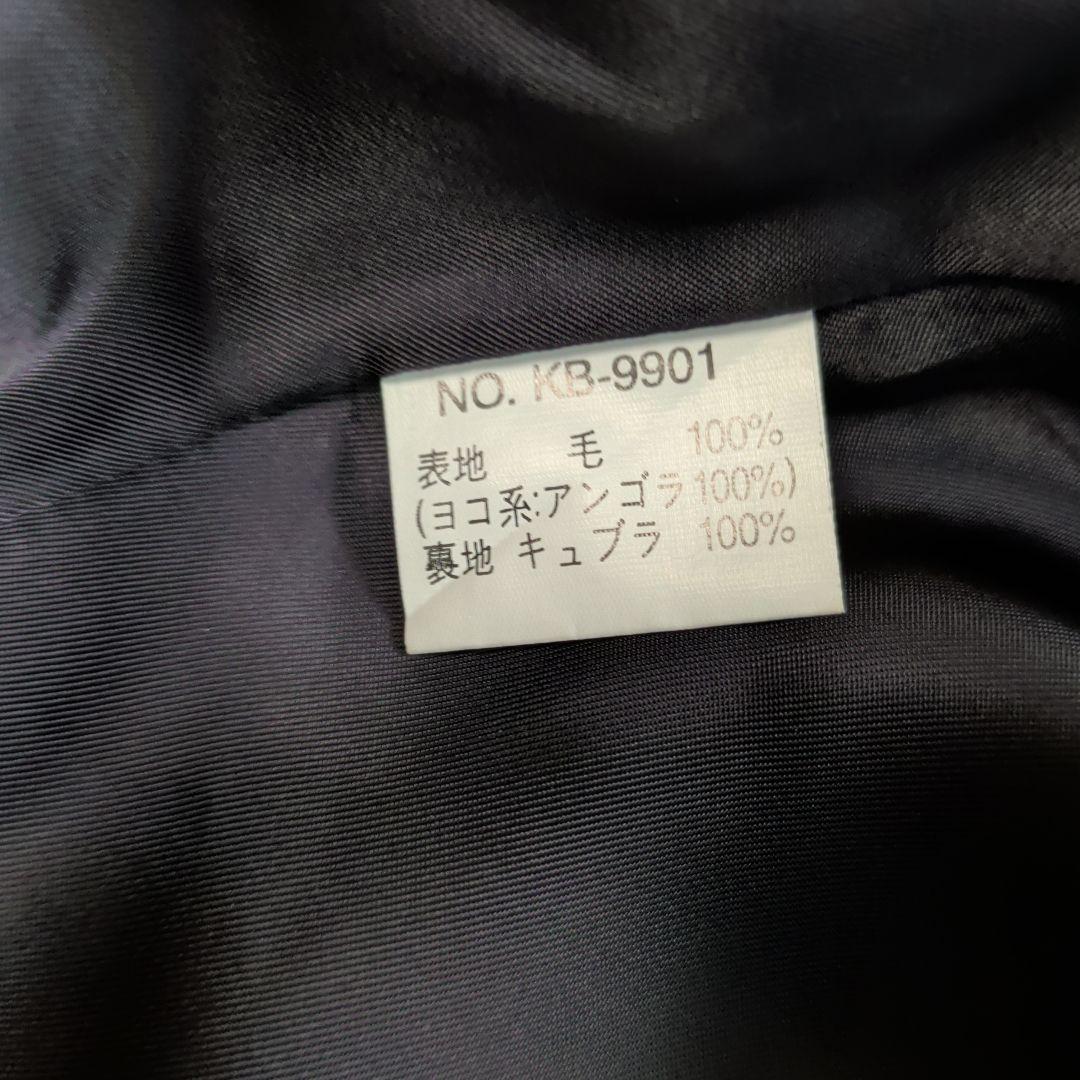 NO. KB-9901
表地 毛 100%
(ヨコ糸:アンゴラ100%)
裏地 キュプラ 100%